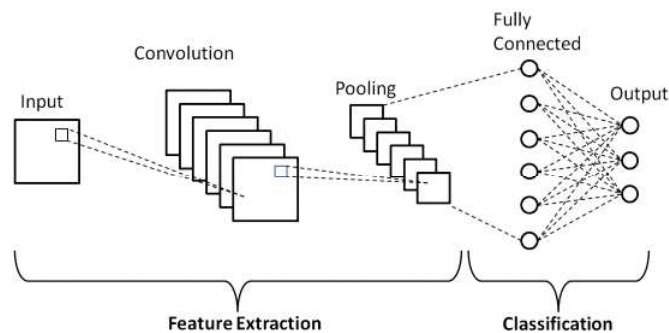 Fully
Connected
Convolution
Pooling
Input
Output
Feature Extraction
Classification